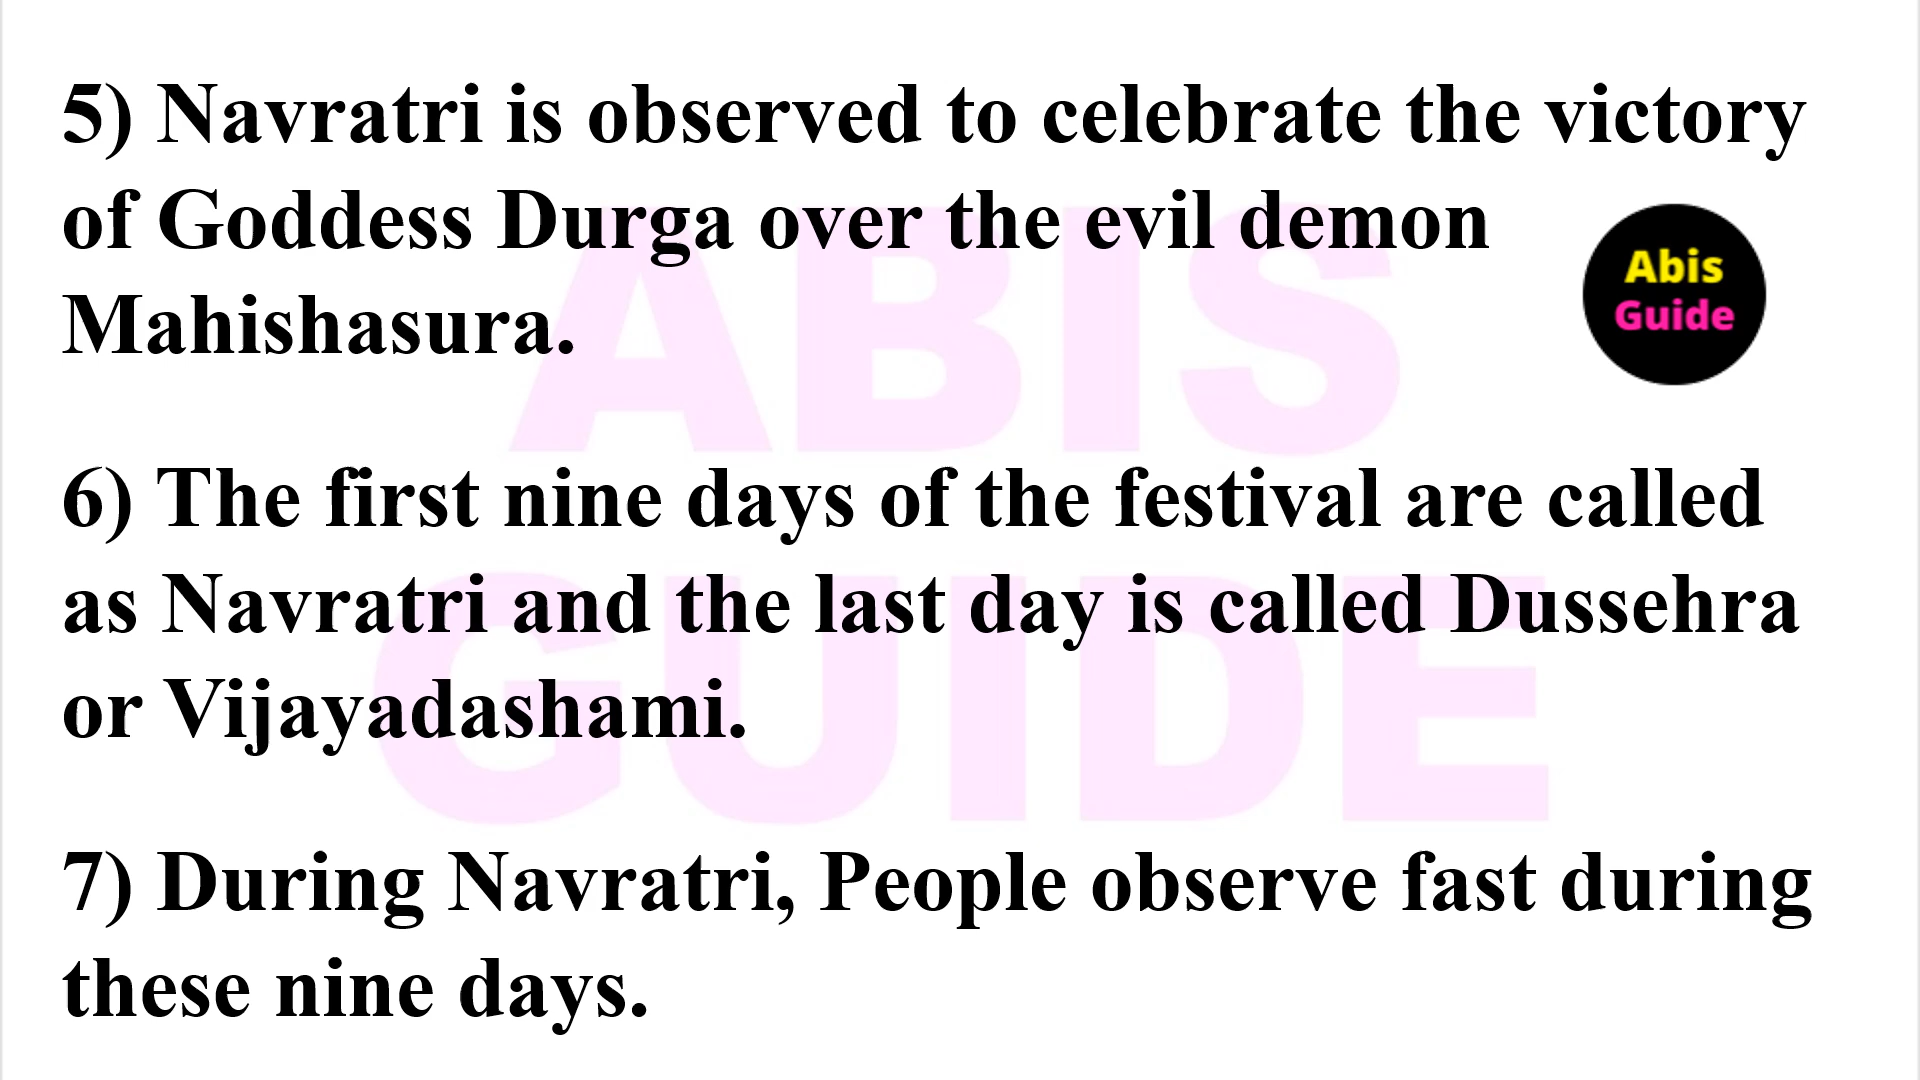 5) Navratri is observed to celebrate the victory
of Goddess Durga over the evil demon
Mahishasura.
Abis
Guide
6) The first nine days of the festival are called
as Navratri and the last day is called Dussehra
or Vijayadashami.
7) During Navratri, People observe fast during
these nine days.
ABIS
GUIDE